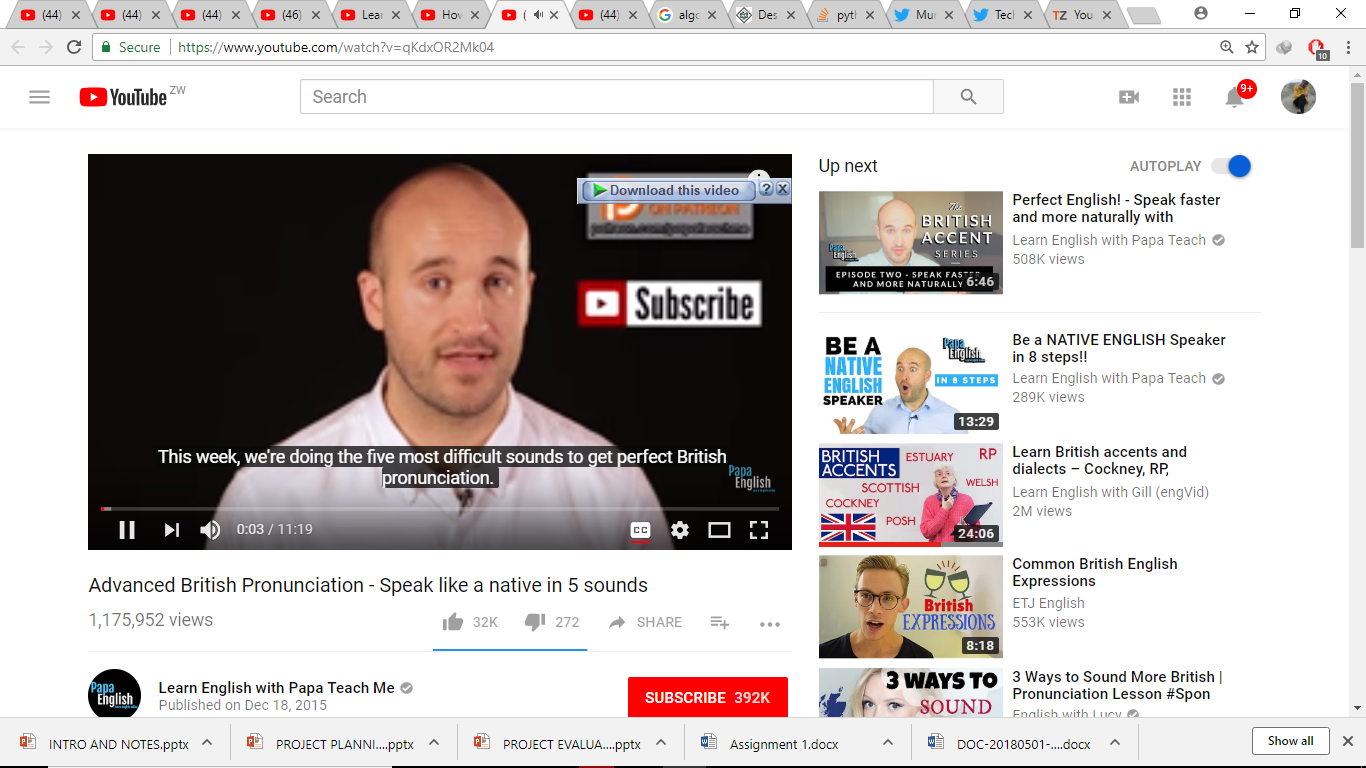 (44)
(44)
(44)
(46)
Lear
How
(
(44)
algo
Des
pyth
Mur
Tech
TZ You
Secure
https://www.youtube.com/watch?v=qKdxOR2Mk04
10
YouTube ZW
Search
9+
Download this video ? X
ON PATREON
Subscribe
This week, we're doing the five most difficult sounds to get perfect British
pronunciation.
Papa
English
0:03 / 11:19
CC
Advanced British Pronunciation - Speak like a native in 5 sounds
1,175,952 views
32K
272
SHARE
Papa
English
Learn English with Papa Teach Me
Published on Dec 18, 2015
SUBSCRIBE 392K
Up next
AUTOPLAY
The
BRITISH
ACCENT
SERIES
Papa
English
EPISODE TWO - SPEAK FASTER
AND MORE NATURALLY
6:46
Perfect English! - Speak faster
and more naturally with
Learn English with Papa Teach
508K views
BE A
NATIVE
ENGLISH
SPEAKER
Papa
English
IN 8 STEPS
13:29
Be a NATIVE ENGLISH Speaker
in 8 steps!!
Learn English with Papa Teach
289K views
BRITISH
ACCENTS
ESTUARY
RP
SCOTTISH
WELSH
COCKNEY
POSH
24:06
Learn British accents and
dialects – Cockney, RP,
Learn English with Gill (engVid)
2M views
British
EXPRESSIONS
8:18
Common British English
Expressions
ETJ English
553K views
3 WAYS TO
SOUND
3 Ways to Sound More British |
Pronunciation Lesson #Spon
English with Lucy
INTRO AND NOTES.pptx
PROJECT PLANNI....pptx
PROJECT EVALUA....pptx
Assignment 1.docx
DOC-20180501-....docx
Show all